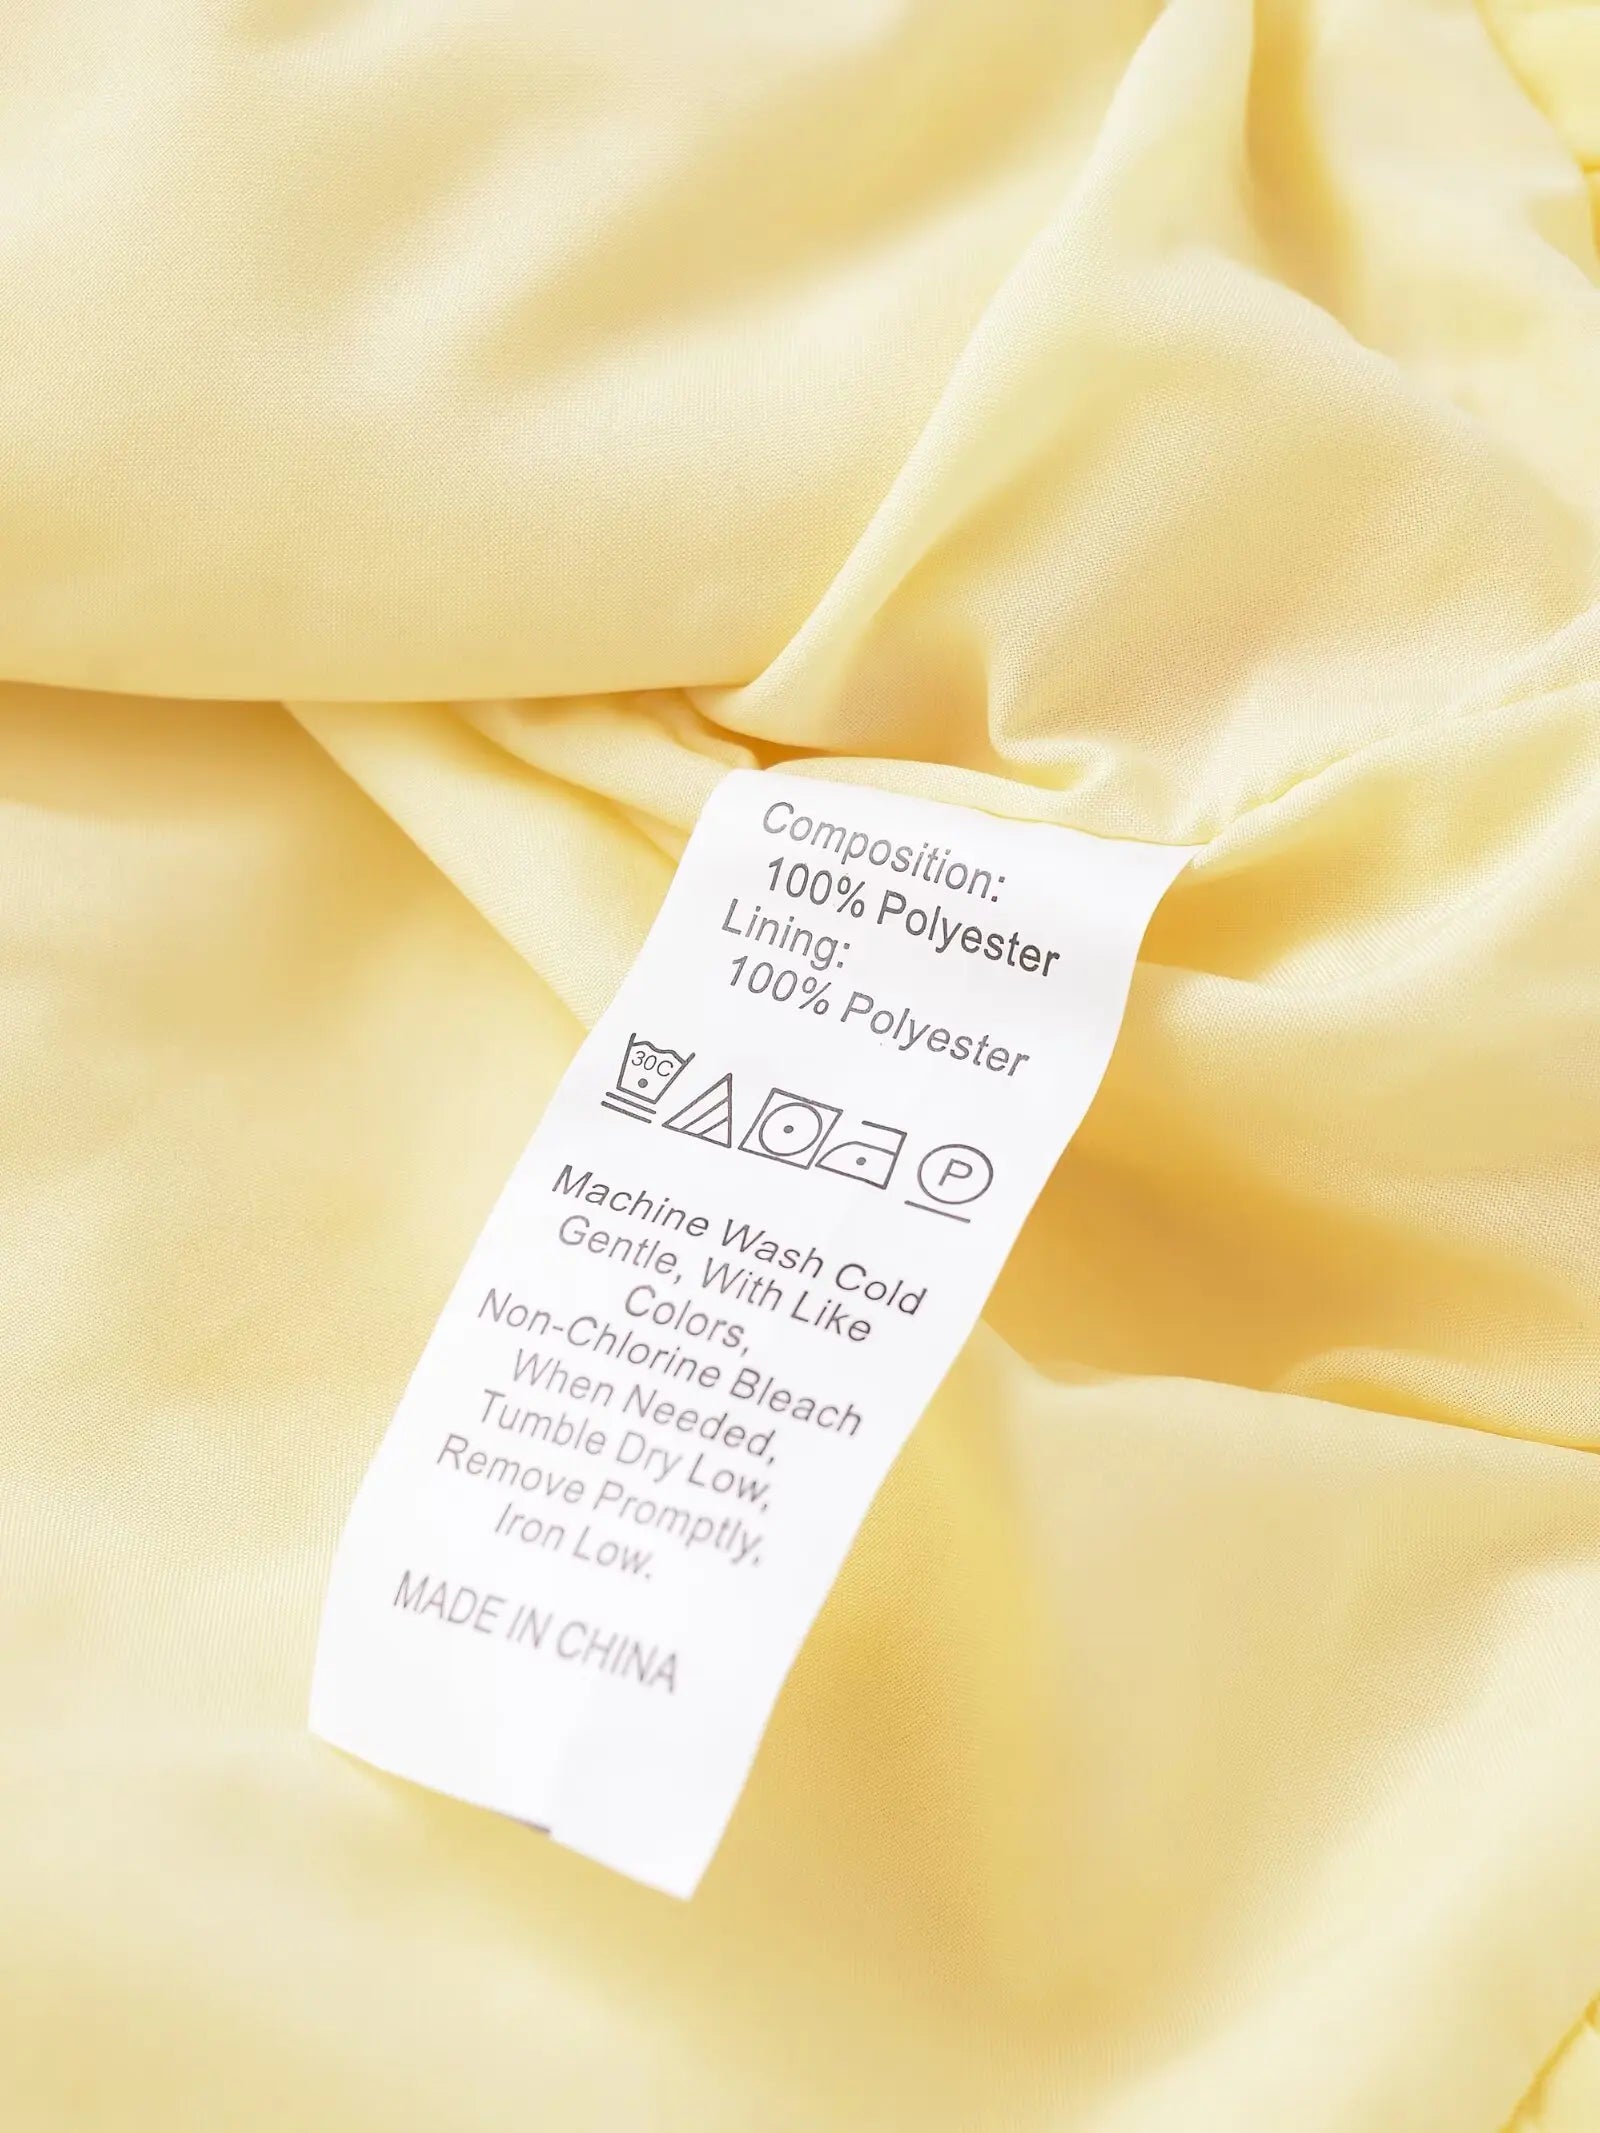 Composition:
100% Polyester
Lining:
100% Polyester
30C
P
Machine Wash Cold
Gentle, With Like
Colors,
Non-Chlorine Bleach
When Needed,
Tumble Dry Low,
Remove Promptly,
Iron Low.
MADE IN CHINA